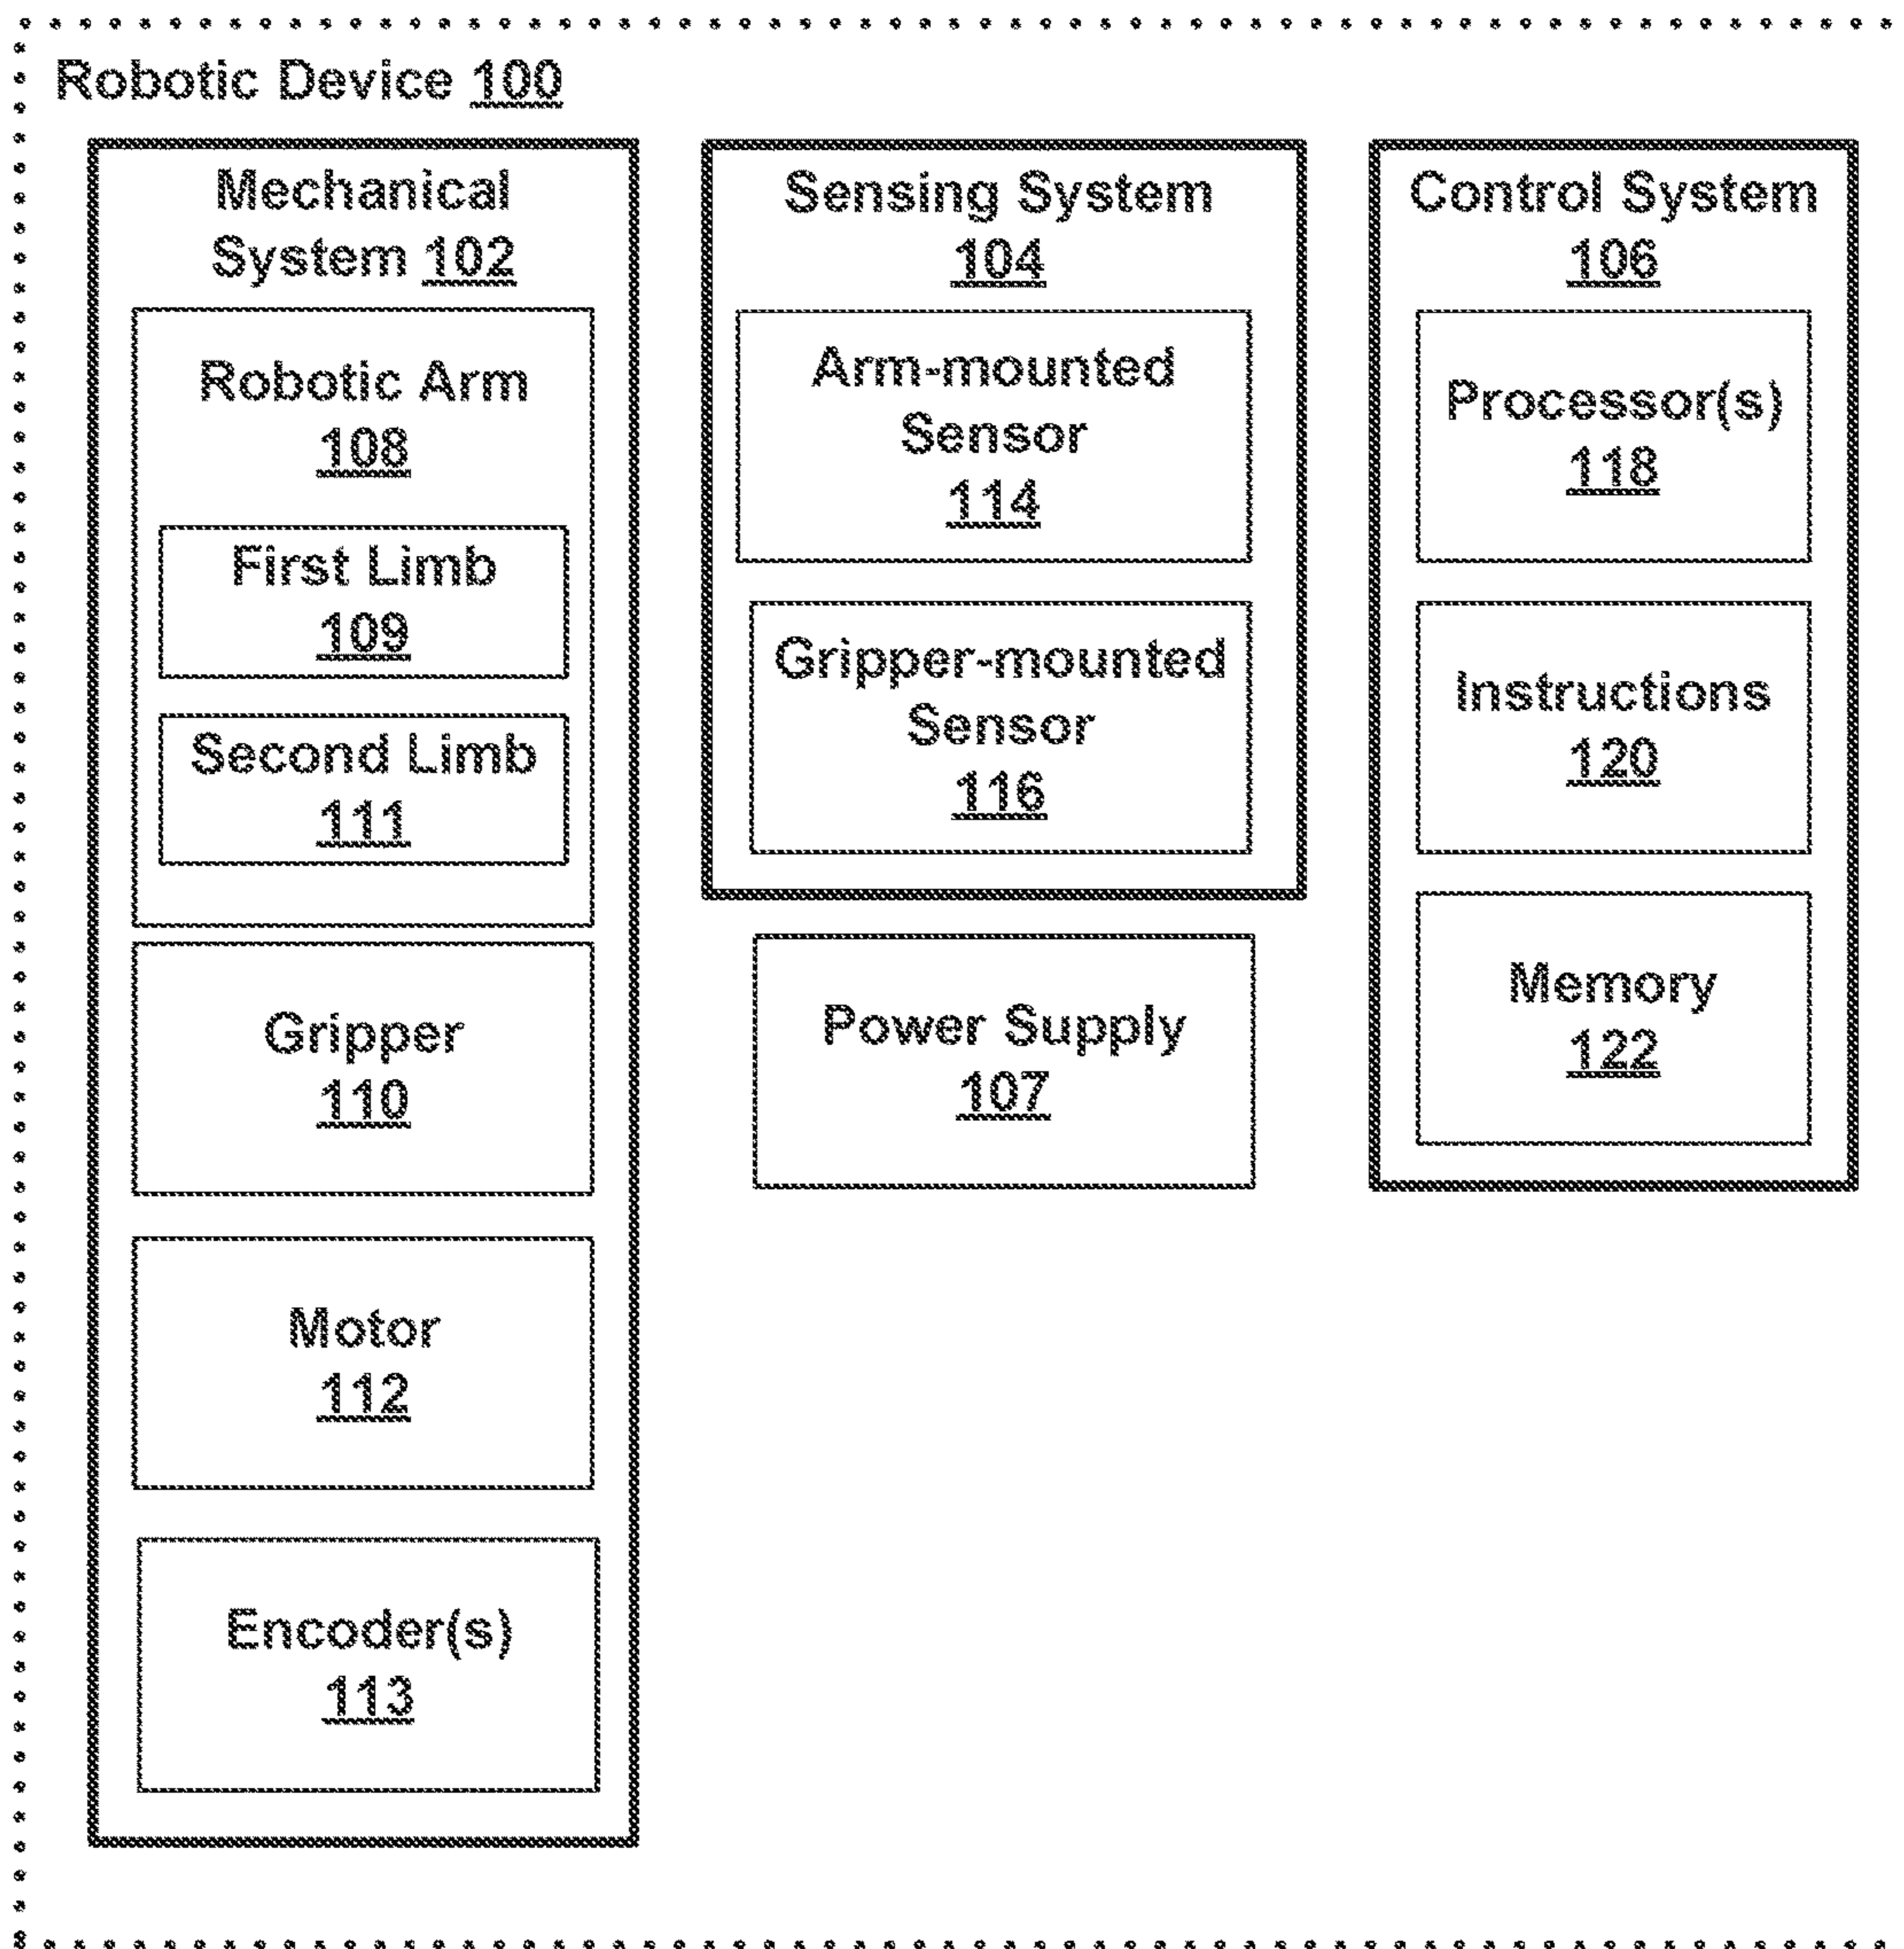 Robotic Device 100
Mechanical
System 102
Robotic Arm
108
First Limb
109
Second Limb
111
Gripper
110
Motor
112
Encoder(s)
113
Sensing System
104
Arm-mounted
Sensor
114
Gripper-mounted
Sensor
116
Power Supply
107
Control System
106
Processor(s)
118
Instructions
120
Memory
122